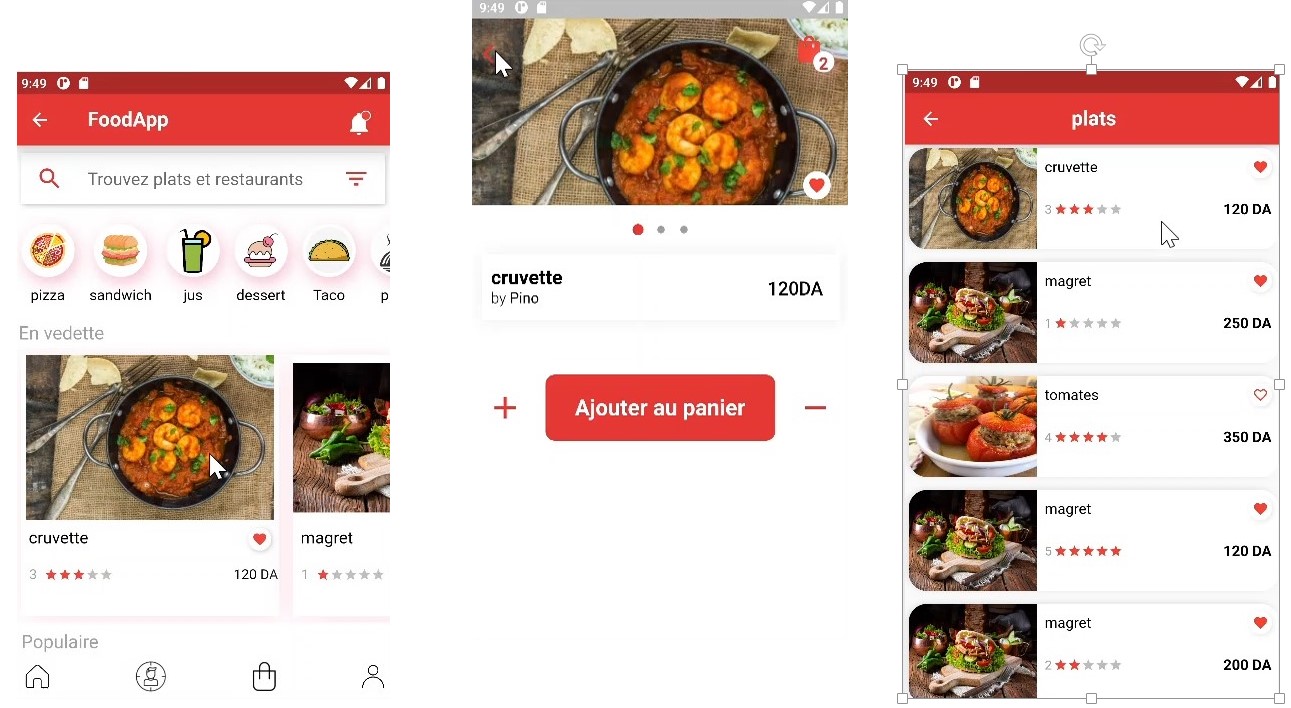 9:49
FoodApp
Trouvez plats et restaurants
pizza
sandwich
jus
dessert
Taco
p
En vedette
cruvette
3
120 DA
magret
1
Populaire
9:49
2
cruvette
by Pino
120DA
+
Ajouter au panier
−
9:49
plats
cruvette
3
120 DA
magret
1
250 DA
tomates
4
350 DA
magret
5
120 DA
magret
2
200 DA